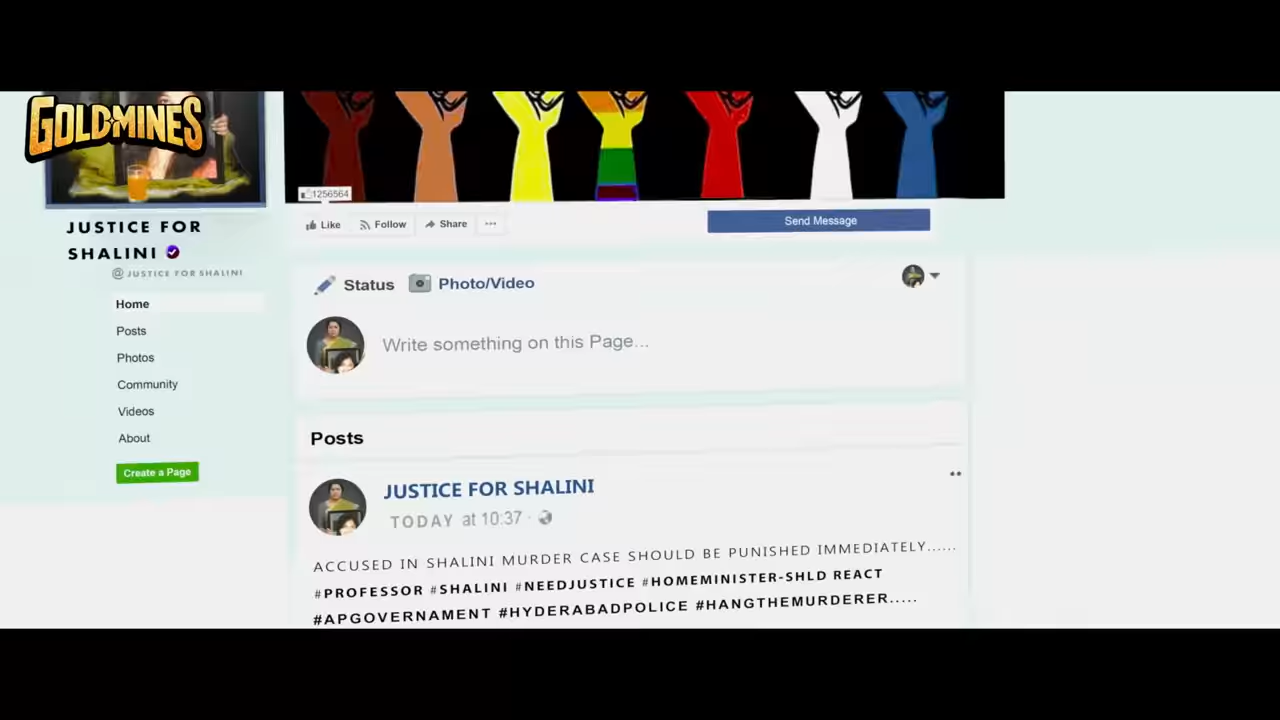 GOLDMINES
1256564
Like Follow Share ...
Send Message
JUSTICE FOR
SHALINI
@JUSTICE FOR SHALINI
Home
Posts
Photos
Community
Videos
About
Create a Page
Status Photo/Video
Write something on this Page...
Posts
JUSTICE FOR SHALINI
TODAY at 10:37 ·
ACCUSED IN SHALINI MURDER CASE SHOULD BE PUNISHED IMMEDIATELY......
#PROFESSOR #SHALINI #NEEDJUSTICE #HOMEMINISTER-SHLD REACT
#APGOVERNAMENT #HYDERABADPOLICE #HANGTHEMURDERER.....